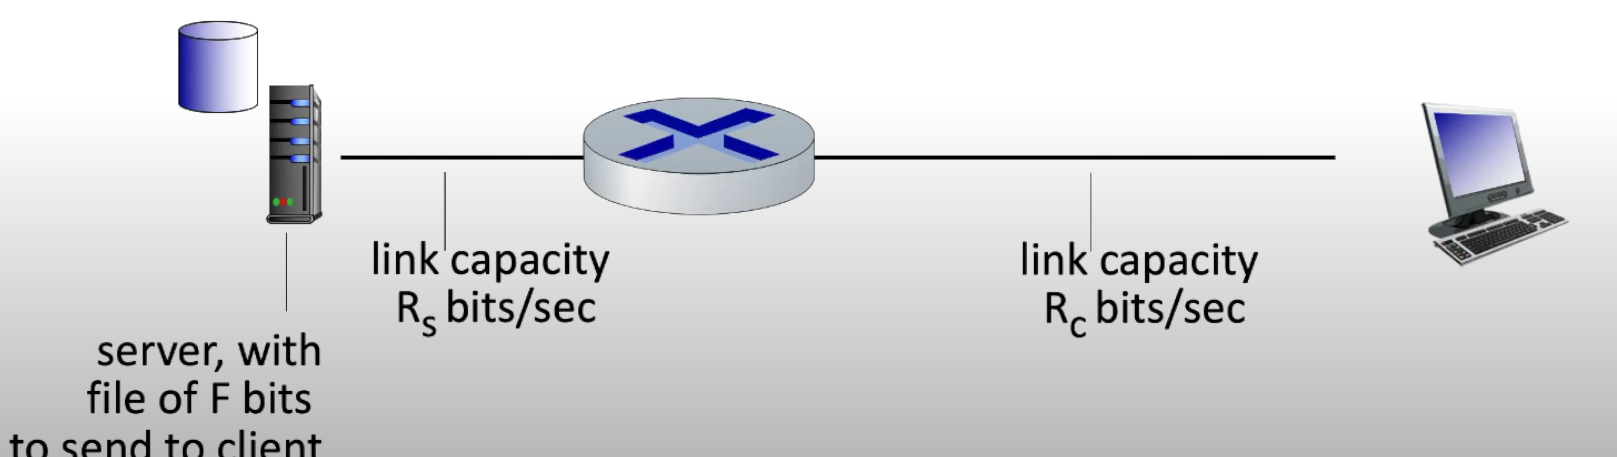 link capacity
R_s bits/sec
link capacity
R_c bits/sec
server, with
file of F bits
to send to client